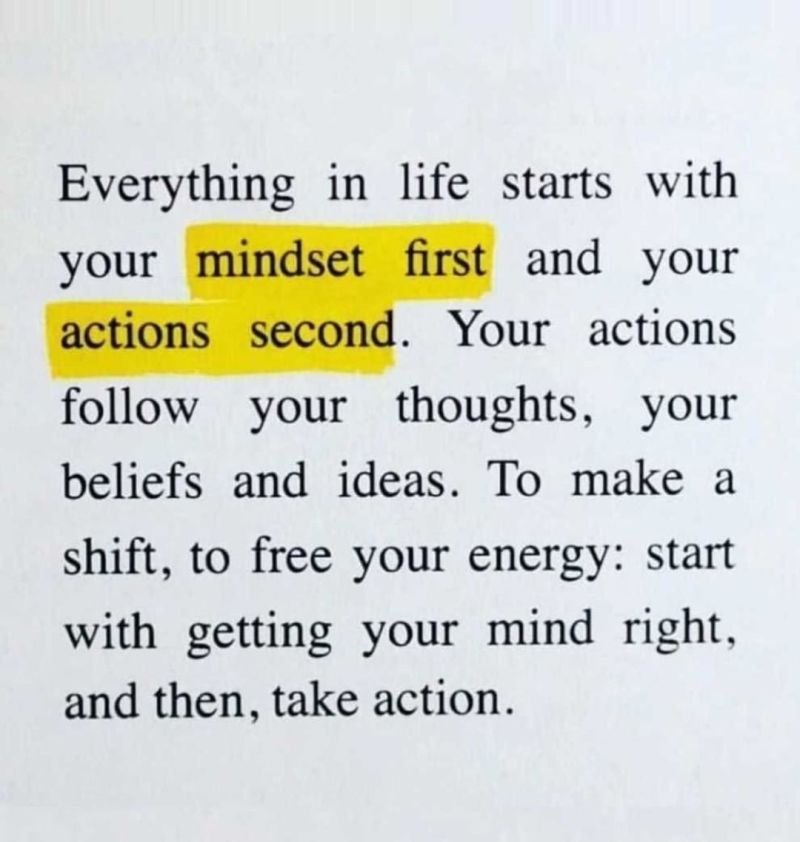 Everything in life starts with
your mindset first and your
actions second. Your actions
follow your thoughts, your
beliefs and ideas. To make a
shift, to free your energy: start
with getting your mind right,
and then, take action.